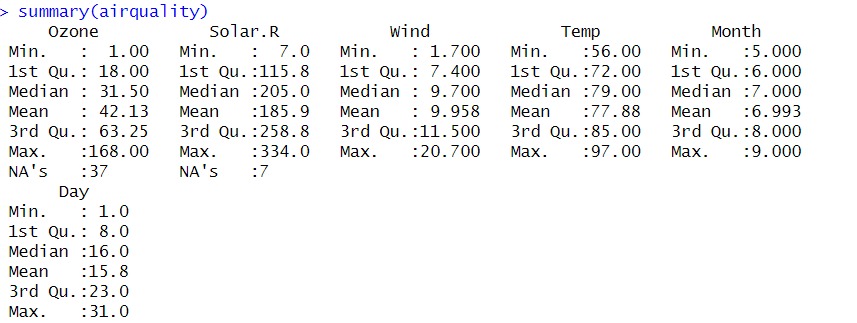 > summary(airquality)
     Ozone           Solar.R           Wind             Temp           Month
 Min.   :  1.00   Min.   :  7.0   Min.   : 1.700   Min.   :56.00   Min.   :5.000
 1st Qu.: 18.00   1st Qu.:115.8   1st Qu.: 7.400   1st Qu.:72.00   1st Qu.:6.000
 Median : 31.50   Median :205.0   Median : 9.700   Median :79.00   Median :7.000
 Mean   : 42.13   Mean   :185.9   Mean   : 9.958   Mean   :77.88   Mean   :6.993
 3rd Qu.: 63.25   3rd Qu.:258.8   3rd Qu.:11.500   3rd Qu.:85.00   3rd Qu.:8.000
 Max.   :168.00   Max.   :334.0   Max.   :20.700   Max.   :97.00   Max.   :9.000
 NA's   :37       NA's   :7
      Day
 Min.   : 1.0
 1st Qu.: 8.0
 Median :16.0
 Mean   :15.8
 3rd Qu.:23.0
 Max.   :31.0